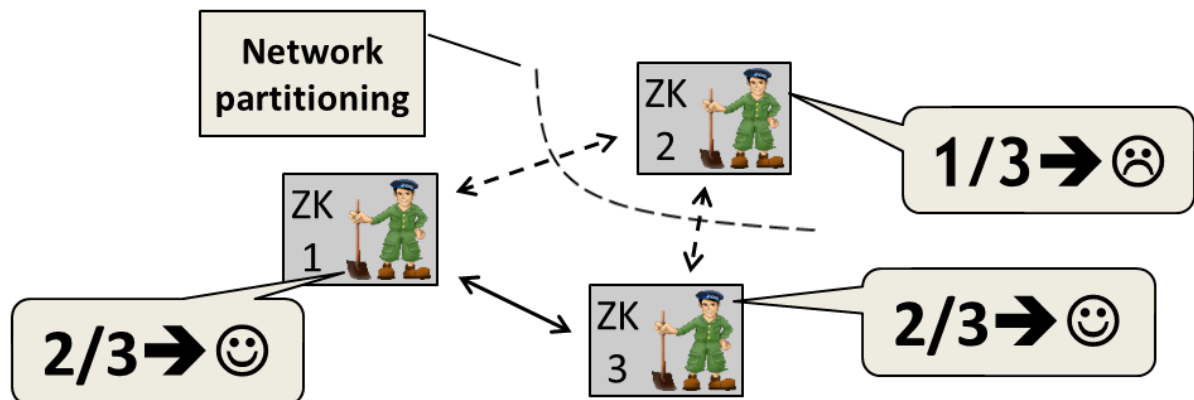 Network
partitioning
ZK
2
1/3➔☹
ZK
1
2/3➔☺
ZK
3
2/3➔☺